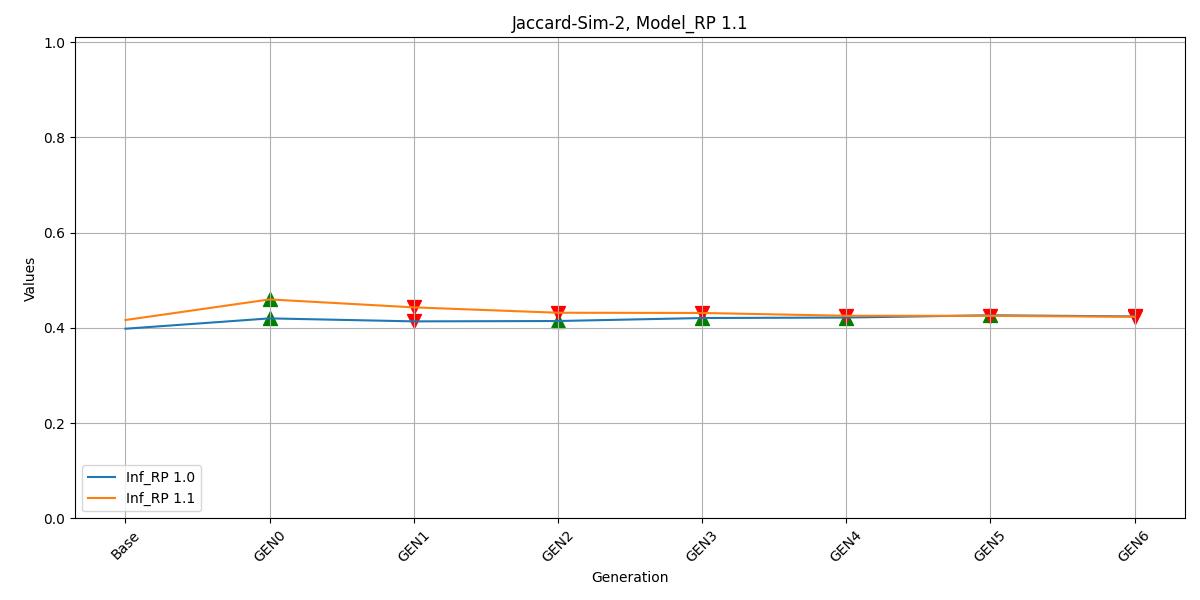 Jaccard-Sim-2, Model_RP 1.1
1.0
0.8
0.6
0.4
0.2
0.0
Values
Inf_RP 1.0
Inf_RP 1.1
Base
GEN0
GEN1
GEN2
GEN3
GEN4
GEN5
GEN6
Generation